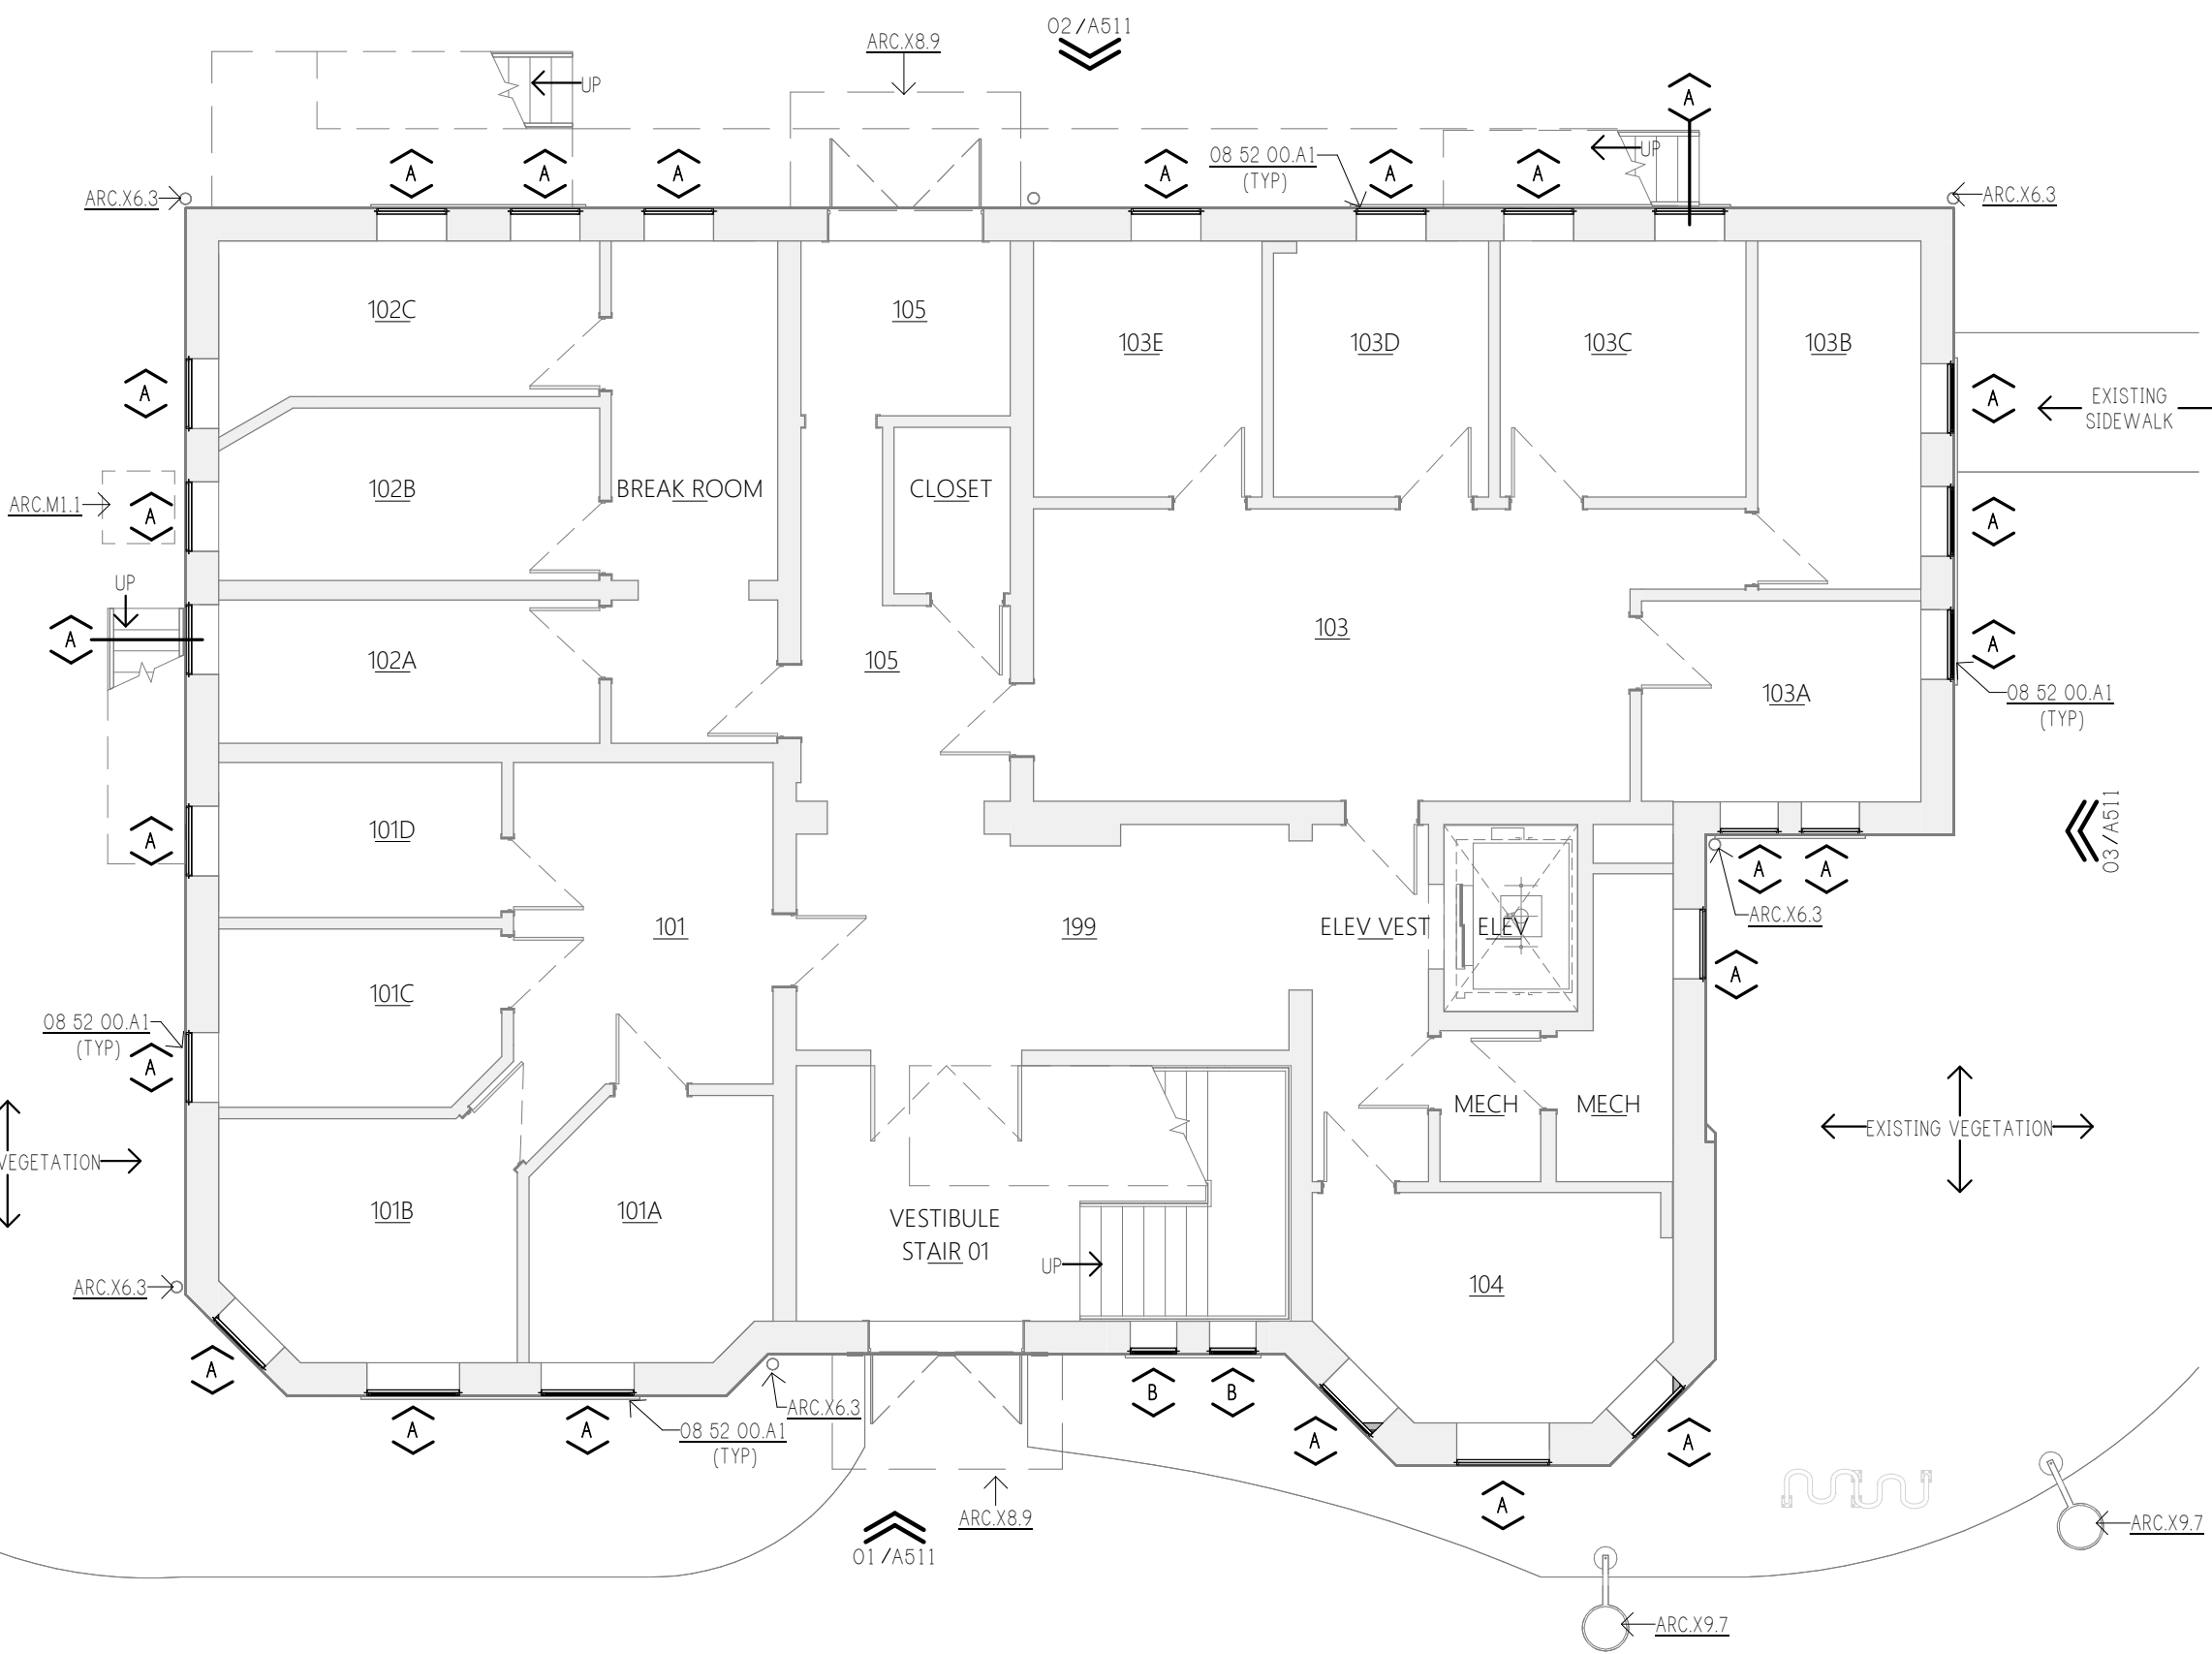 02/A511
ARC.X8.9
UP
A
08 52 00.A1
(TYP)
UP
A
A
A
A
A
A
ARC.X6.3
ARC.X6.3
102C
105
103E
103D
103C
103B
A
A
EXISTING
SIDEWALK
102B
BREAK ROOM
CLOSET
ARC.M1.1
A
A
UP
A
102A
105
103
A
103A
08 52 00.A1
(TYP)
101D
A
03/A511
A
A
101
199
ELEV VEST
ELEV
ARC.X6.3
A
101C
08 52 00.A1
(TYP)
A
MECH
MECH
EXISTING VEGETATION
VEGETATION
101B
101A
VESTIBULE
STAIR 01
UP
104
ARC.X6.3
A
B
B
ARC.X6.3
A
A
08 52 00.A1
(TYP)
A
A
A
ARC.X8.9
01/A511
ARC.X9.7
ARC.X9.7